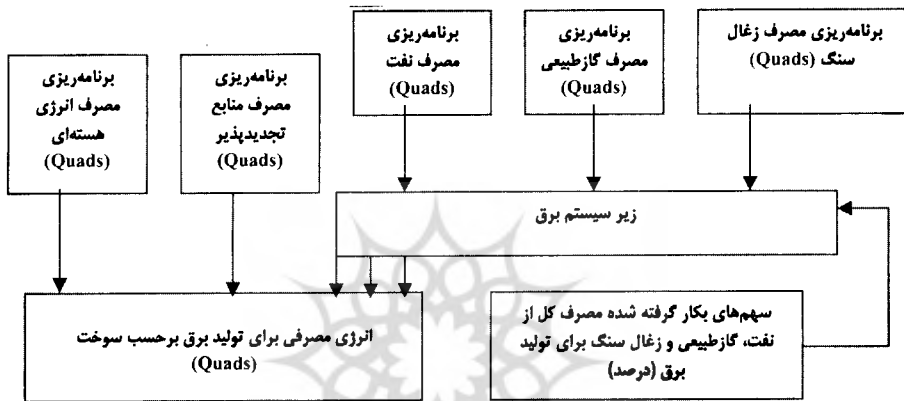 برنامه‌ریزی مصرف زغال
سنگ (Quads)
برنامه‌ریزی
مصرف گازطبیعی
(Quads)
برنامه‌ریزی
مصرف نفت
(Quads)
برنامه‌ریزی
مصرف منابع
تجدیدپذیر
(Quads)
برنامه‌ریزی
مصرف انرژی
هسته‌ای
(Quads)
زیر سیستم برق
سهم‌های بکار گرفته شده مصرف کل از
نفت، گازطبیعی و زغال سنگ برای تولید
برق (درصد)
انرژی مصرفی برای تولید برق برحسب سوخت
(Quads)